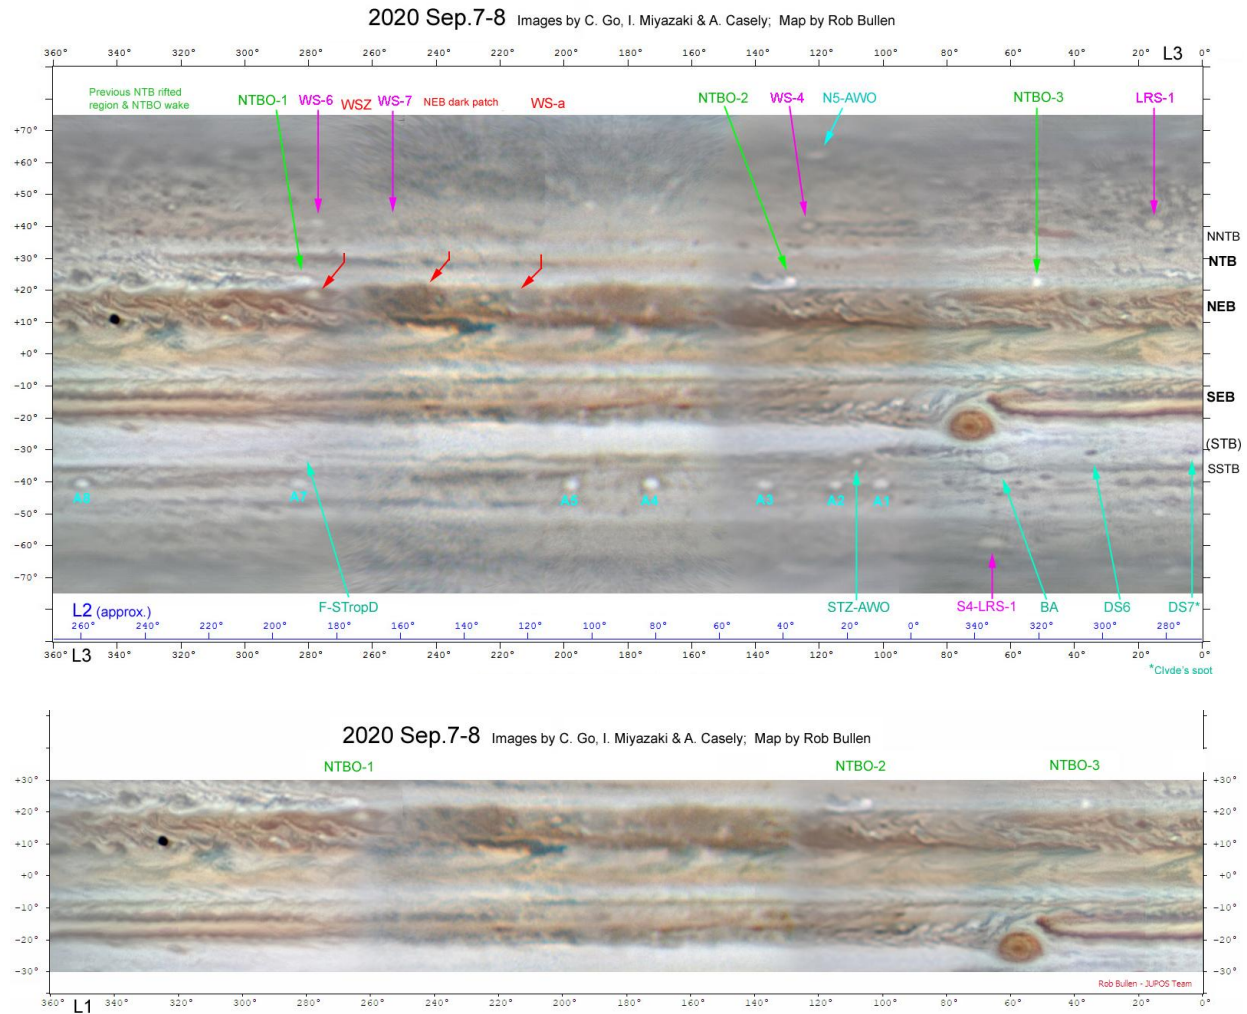 2020 Sep.7-8 Images by C. Go, I. Miyazaki & A. Casely; Map by Rob Bullen
360° 340° 320° 300° 280° 260° 240° 220° 200° 180° 160° 140° 120° 100° 80° 60° 40° 20° 0°
L3
Previous NTB rifted
region & NTBO wake
NTBO-1 WS-6 WSZ WS-7 NEB dark patch WS-a NTBO-2 WS-4 N5-AWO NTBO-3 LRS-1
+70°
+60°
+50°
+40°
NNTB
+30°
NTB
+20°
NEB
+10°
+0°
-10°
SEB
-20°
-30°
(STB)
SSTB
-40°
A8 A7 A5 A4 A3 A2 A1
-50°
-60°
-70°
F-STropD STZ-AWO S4-LRS-1 BA DS6 DS7*
L2 (approx.)
260° 240° 220° 200° 180° 160° 140° 120° 100° 80° 60° 40° 20° 0° 340° 320° 300° 280°
360° L3 340° 320° 300° 280° 260° 240° 220° 200° 180° 160° 140° 120° 100° 80° 60° 40° 20° 0°
*Clyde's spot
2020 Sep.7-8 Images by C. Go, I. Miyazaki & A. Casely; Map by Rob Bullen
NTBO-1 NTBO-2 NTBO-3
+30° +30°
+20° +20°
+10° +10°
+0° +0°
-10° -10°
-20° -20°
-30° -30°
Rob Bullen - JUPOS Team
360° L1 340° 320° 300° 280° 260° 240° 220° 200° 180° 160° 140° 120° 100° 80° 60° 40° 20° 0°